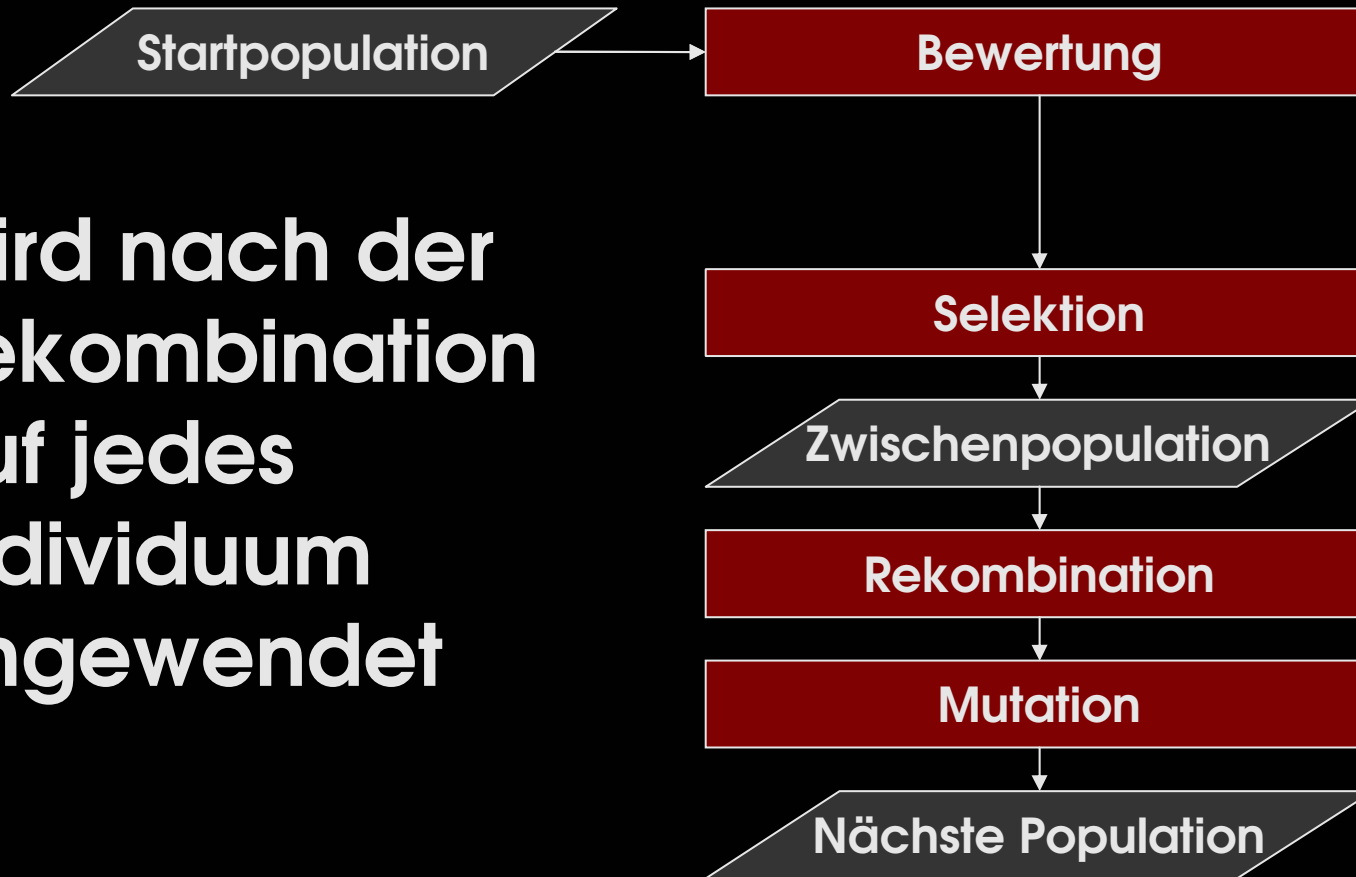 Startpopulation
Bewertung
ird nach der
ekombination
uf jedes
dividuum
ngewendet
Selektion
Zwischenpopulation
Rekombination
Mutation
Nächste Population